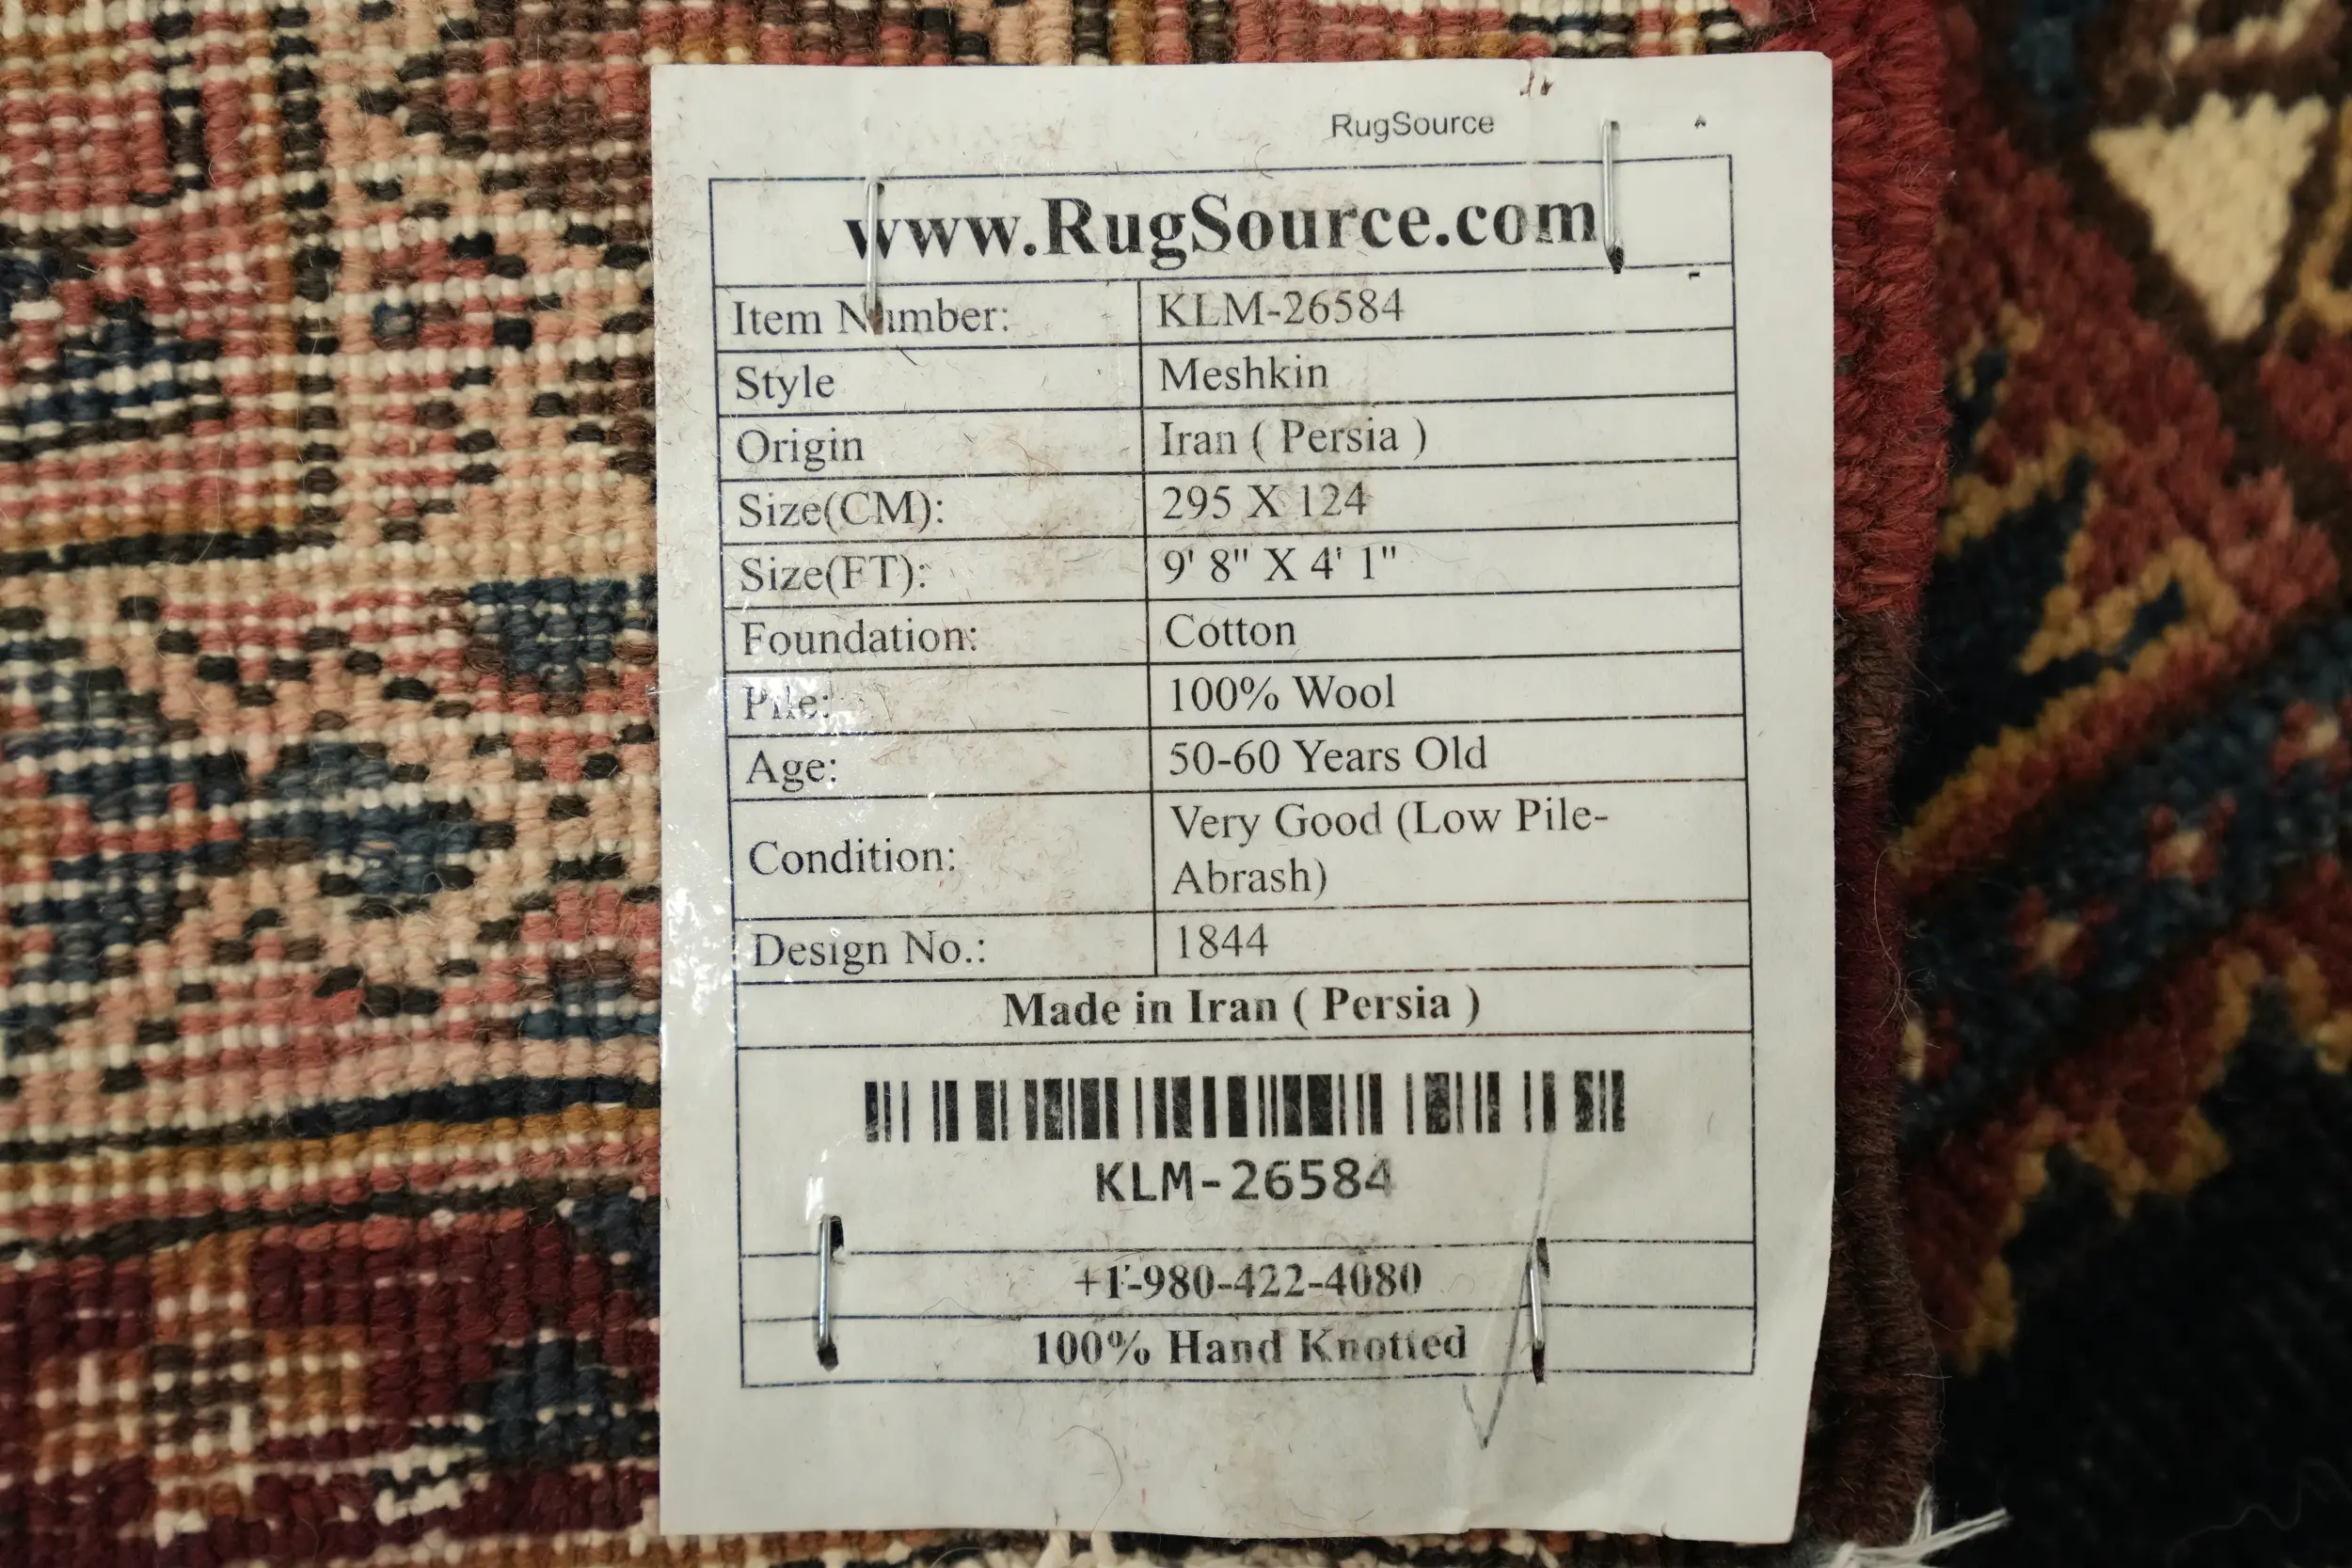 RugSource
www.RugSource.com
Item Number: KLM-26584
Style Meshkin
Origin Iran ( Persia )
Size(CM): 295 X 124
Size(FT): 9' 8" X 4' 1"
Foundation: Cotton
Pile: 100% Wool
Age: 50-60 Years Old
Condition: Very Good (Low Pile-
Abrash)
Design No.: 1844
Made in Iran ( Persia )
KLM-26584
+1-980-422-4080
100% Hand Knotted